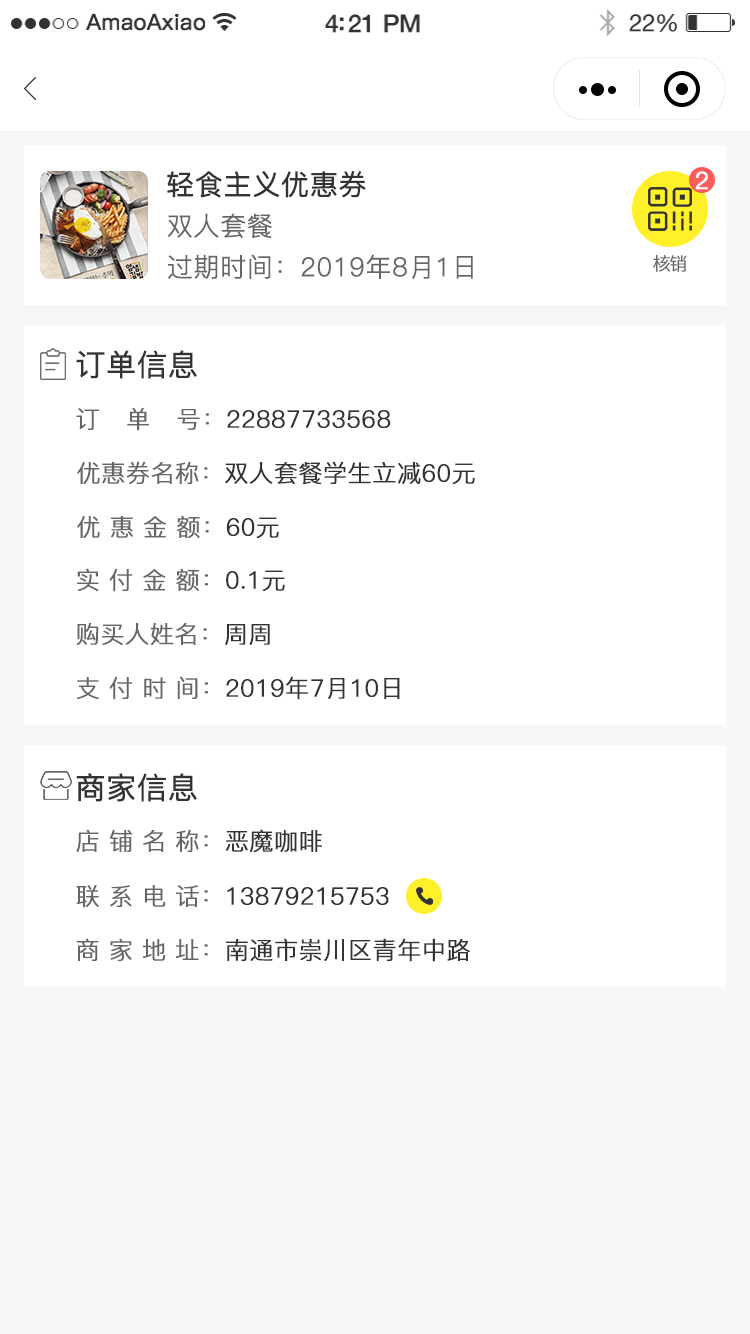 AmaoAxiao
4:21 PM
22%
轻食主义优惠券
双人套餐
过期时间：2019年8月1日
2
核销
订单信息
订单号：22887733568
优惠券名称：双人套餐学生立减60元
优惠金额：60元
实付金额：0.1元
购买人姓名：周周
支付时间：2019年7月10日
商家信息
店铺名称：恶魔咖啡
联系电话：13879215753
商家地址：南通市崇川区青年中路